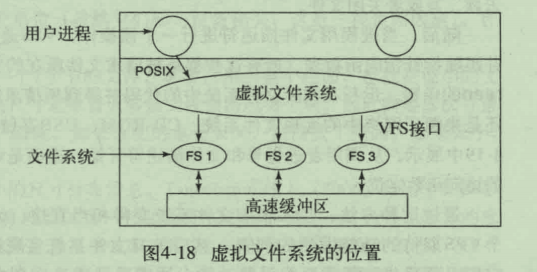 用户进程
POSIX
虚拟文件系统
VFS接口
文件系统
FS 1
FS 2
FS 3
高速缓冲区
图4-18 虚拟文件系统的位置